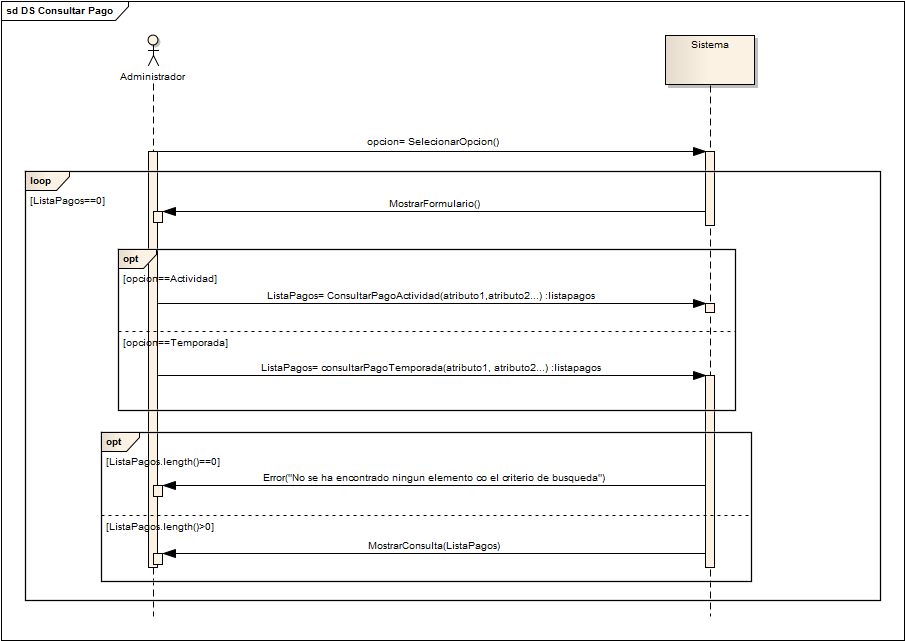 sd DS Consultar Pago
Administrador
Sistema
opcion= SelecionarOpcion()
loop
[ListaPagos==0]
MostrarFormulario()
opt
[opcion==Actividad]
ListaPagos= ConsultarPagoActividad(atributo1,atributo2...) :listapagos
[opcion==Temporada]
ListaPagos= consultarPagoTemporada(atributo1, atributo2...) :listapagos
opt
[ListaPagos.length()==0]
Error("No se ha encontrado ningun elemento co el criterio de busqueda")
[ListaPagos.length()>0]
MostrarConsulta(ListaPagos)